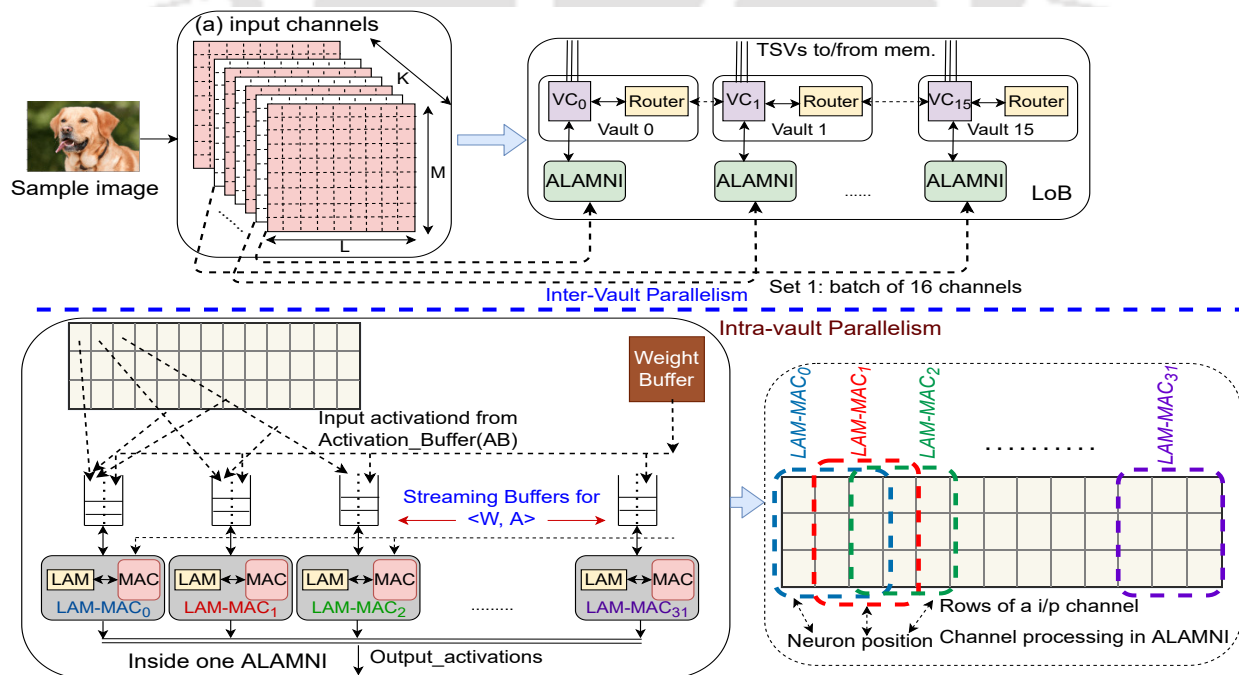 (a) input channels
K
M
L
Sample image
TSVs to/from mem.
VC0
Router
Vault 0
VC1
Router
Vault 1
VC15
Router
Vault 15
ALAMNI
ALAMNI
......
ALAMNI
LoB
Inter-Vault Parallelism
Set 1: batch of 16 channels
Intra-vault Parallelism
Weight
Buffer
Input activationd from
Activation_Buffer(AB)
Streaming Buffers for
<W, A>
LAM
MAC
LAM-MAC0
LAM
MAC
LAM-MAC1
LAM
MAC
LAM-MAC2
.........
LAM
MAC
LAM-MAC31
Inside one ALAMNI
Output_activations
LAM-MAC0
LAM-MAC1
LAM-MAC2
..........
LAM-MAC31
Rows of a i/p channel
Neuron position
Channel processing in ALAMNI